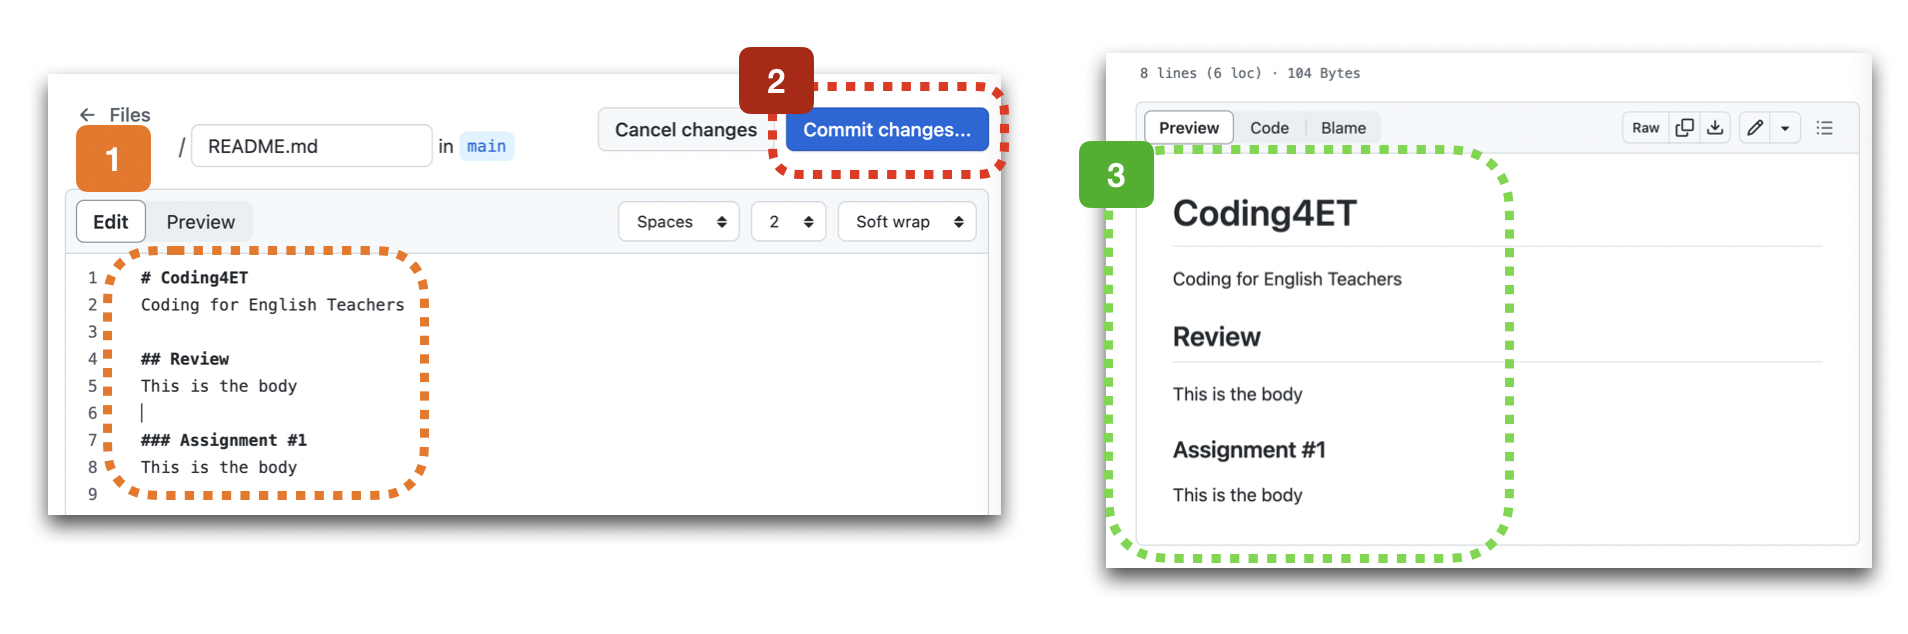 2
← Files
1
/ README.md in main
Cancel changes
Commit changes...
Edit Preview
Spaces 2 Soft wrap
1 # Coding4ET
2 Coding for English Teachers
3
4 ## Review
5 This is the body
6
7 ### Assignment #1
8 This is the body
9
8 lines (6 loc) · 104 Bytes
Preview Code Blame Raw
3
Coding4ET
Coding for English Teachers
Review
This is the body
Assignment #1
This is the body